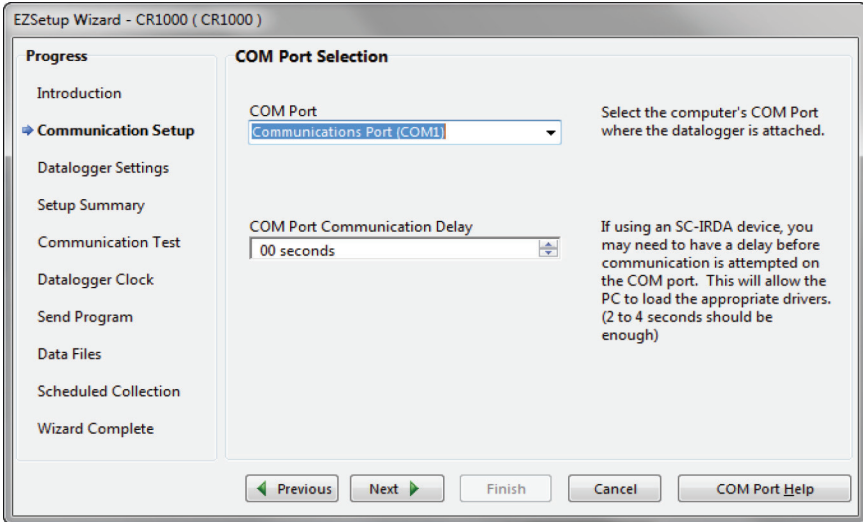 EZSetup Wizard - CR1000 ( CR1000 )
Progress
Introduction
Communication Setup
Datalogger Settings
Setup Summary
Communication Test
Datalogger Clock
Send Program
Data Files
Scheduled Collection
Wizard Complete
COM Port Selection
COM Port
Communications Port (COM1)
Select the computer's COM Port
where the datalogger is attached.
COM Port Communication Delay
00 seconds
If using an SC-IRDA device, you
may need to have a delay before
communication is attempted on
the COM port. This will allow the
PC to load the appropriate drivers.
(2 to 4 seconds should be
enough)
Previous
Next
Finish
Cancel
COM Port Help